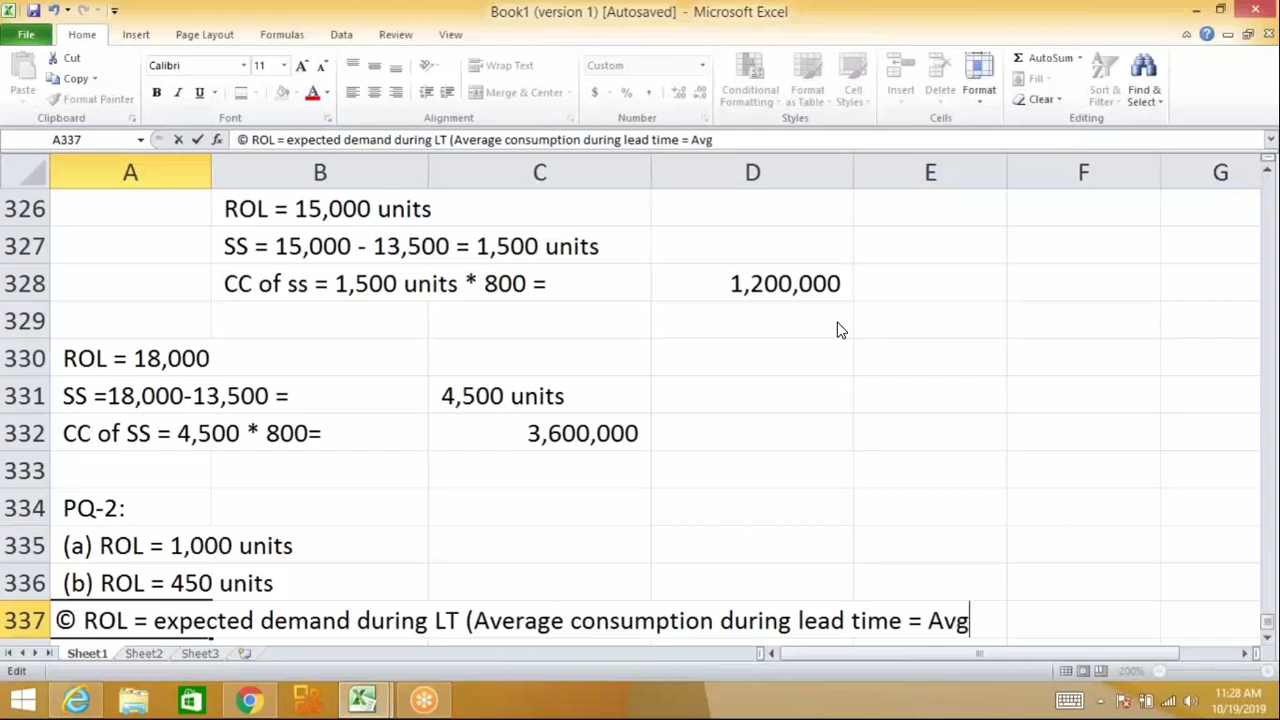 Book1 (version 1) [Autosaved] - Microsoft Excel
File Home Insert Page Layout Formulas Data Review View
Paste Cut Copy Format Painter Clipboard
Calibri 11 A A B I U A Font
Wrap Text Merge & Center Alignment
Custom $ % , Number
Conditional Formatting Format as Table Cell Styles Styles
Insert Delete Format Cells
Σ AutoSum Fill Clear Sort & Filter Find & Select Editing
A337 fx © ROL = expected demand during LT (Average consumption during lead time = Avg
A B C D E F G
326 ROL = 15,000 units
327 SS = 15,000 - 13,500 = 1,500 units
328 CC of ss = 1,500 units * 800 = 1,200,000
329
330 ROL = 18,000
331 SS =18,000-13,500 = 4,500 units
332 CC of SS = 4,500 * 800= 3,600,000
333
334 PQ-2:
335 (a) ROL = 1,000 units
336 (b) ROL = 450 units
337 © ROL = expected demand during LT (Average consumption during lead time = Avg
Sheet1 Sheet2 Sheet3
Edit 200%
11:28 AM
10/19/2019